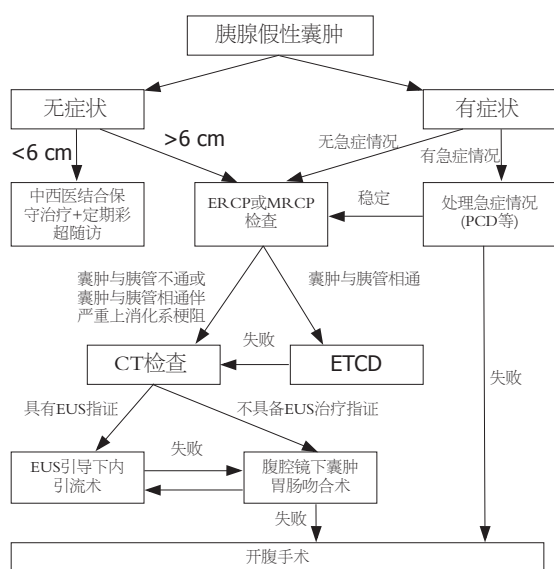 胰腺假性囊肿
无症状
有症状
<6 cm
>6 cm
无急症情况
有急症情况
中西医结合保
守治疗+定期彩
超随访
ERCP或MRCP
检查
稳定
处理急症情况
(PCD等)
囊肿与胰管不通或
囊肿与胰管相通伴
严重上消化系梗阻
囊肿与胰管相通
CT检查
失败
ETCD
失败
具有EUS指证
不具备EUS治疗指证
EUS引导下内
引流术
失败
腹腔镜下囊肿
胃肠吻合术
失败
开腹手术